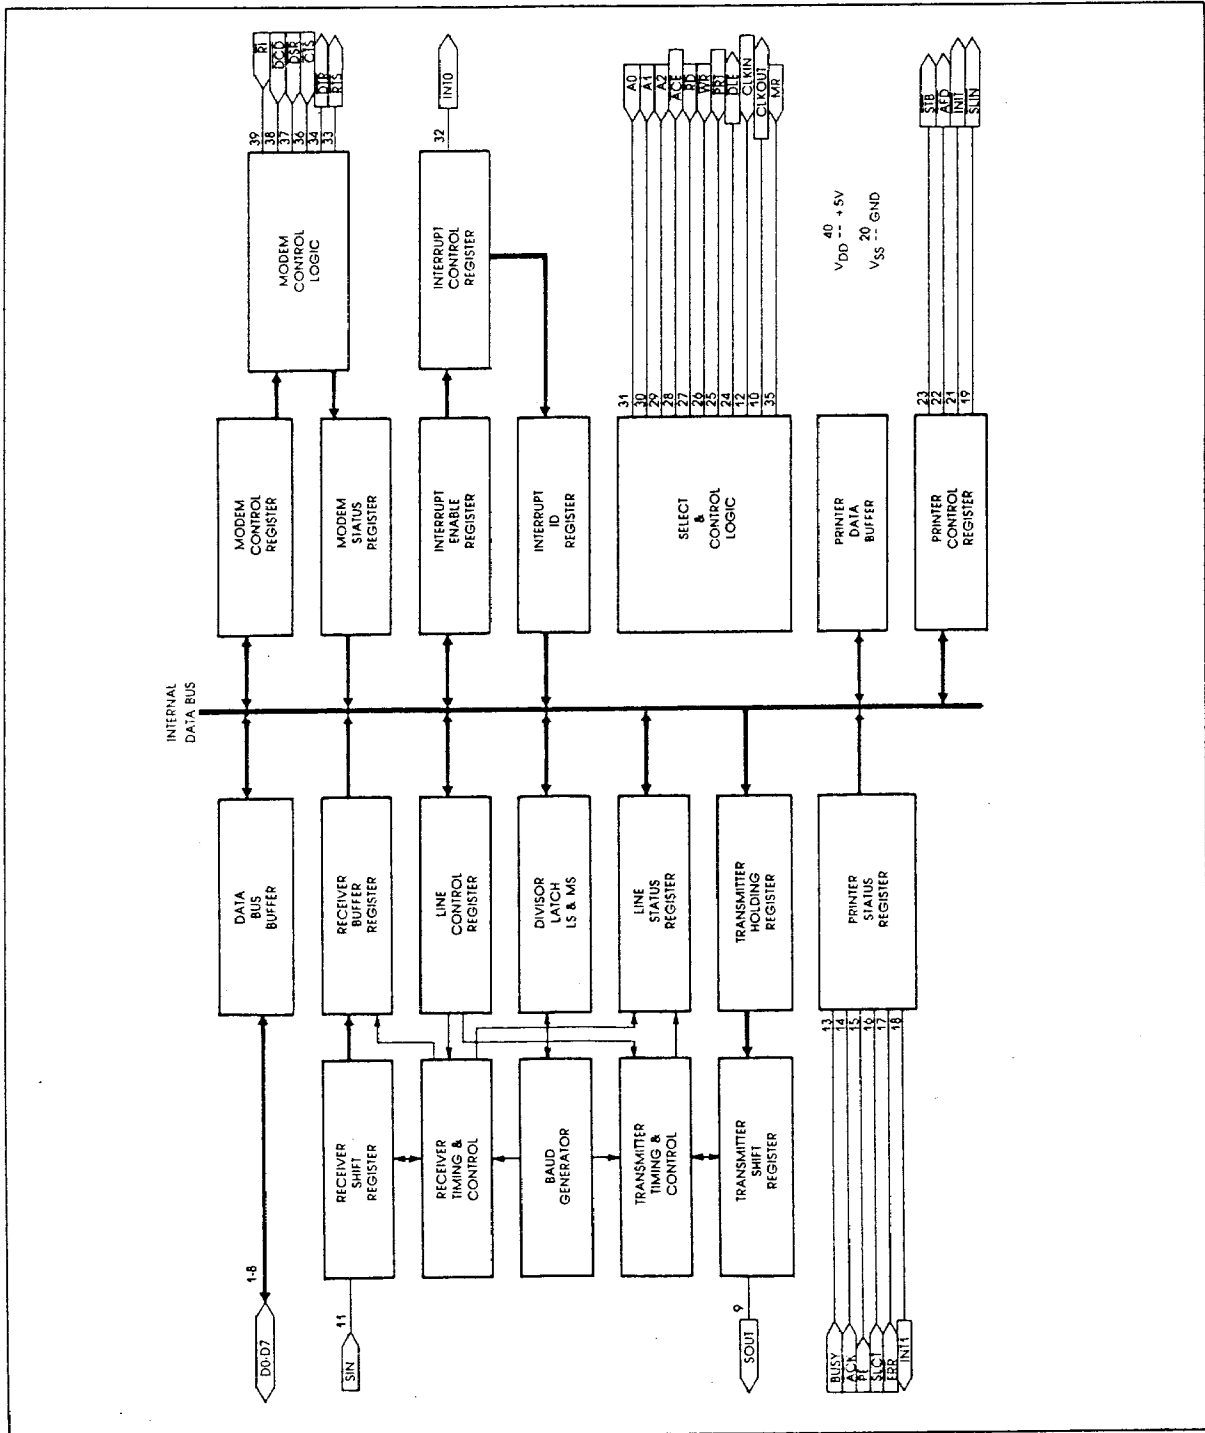 INTERNAL
DATA BUS
D0-D7
1-8
DATA
BUS
BUFFER
MODEM
CONTROL
REGISTER
MODEM
CONTROL
LOGIC
39
38
37
36
34
33
RI
DCD
DSR
CTS
DTR
RTS
SIN
11
RECEIVER
SHIFT
REGISTER
RECEIVER
BUFFER
REGISTER
MODEM
STATUS
REGISTER
RECEIVER
TIMING &
CONTROL
LINE
CONTROL
REGISTER
INTERRUPT
ENABLE
REGISTER
INTERRUPT
CONTROL
REGISTER
32
INT0
BAUD
GENERATOR
DIVISOR
LATCH
LS & MS
INTERRUPT
ID
REGISTER
TRANSMITTER
TIMING &
CONTROL
LINE
STATUS
REGISTER
SELECT
&
CONTROL
LOGIC
31
30
29
28
27
26
25
24
12
10
35
A0
A1
A2
ACE
RD
WR
PRT
DLE
CLKIN
CLKOUT
MR
SOUT
9
TRANSMITTER
SHIFT
REGISTER
TRANSMITTER
HOLDING
REGISTER
BUSY
ACK
PE
SLCT
ERR
INT1
13
14
15
16
17
18
PRINTER
STATUS
REGISTER
PRINTER
DATA
BUFFER
VDD 40 -- +5V
VSS 20 -- GND
PRINTER
CONTROL
REGISTER
23
22
21
19
STB
AFD
INIT
SLIN